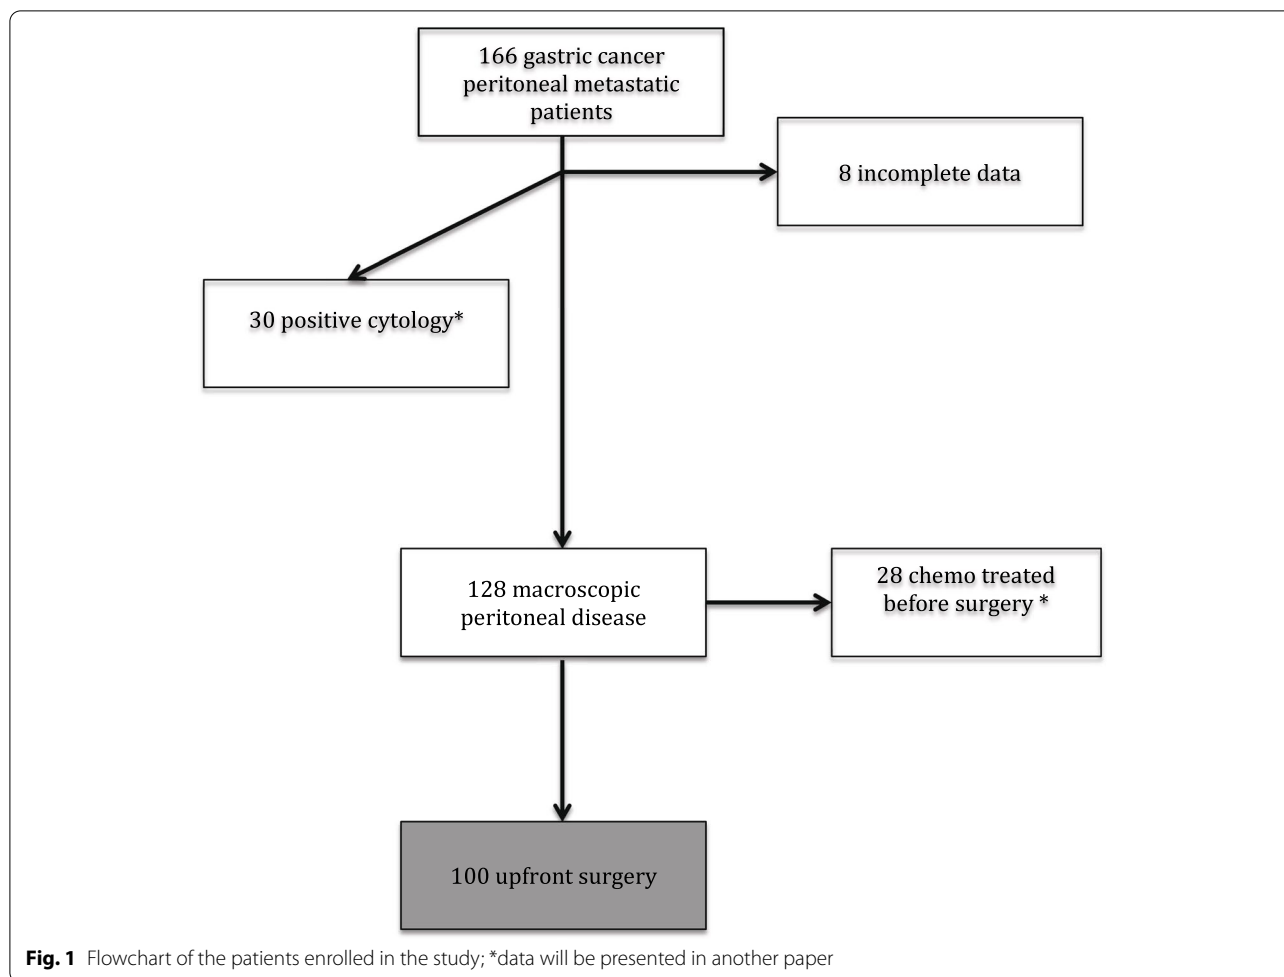 166 gastric cancer
peritoneal metastatic
patients
8 incomplete data
30 positive cytology*
128 macroscopic
peritoneal disease
28 chemo treated
before surgery *
100 upfront surgery
Fig. 1 Flowchart of the patients enrolled in the study; *data will be presented in another paper